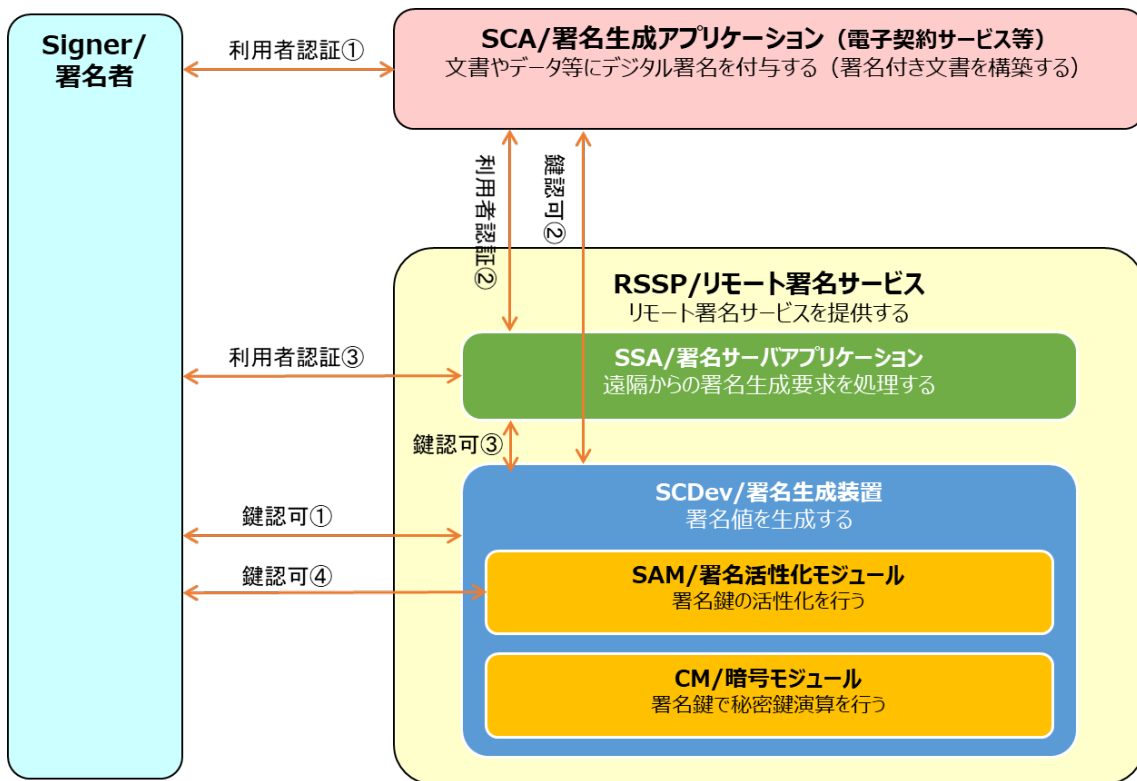 Signer/
署名者
利用者認証①
SCA/署名生成アプリケーション（電子契約サービス等）
文書やデータ等にデジタル署名を付与する（署名付き文書を構築する）
利用者認証②
鍵認可②
RSSP/リモート署名サービス
リモート署名サービスを提供する
利用者認証③
SSA/署名サーバアプリケーション
遠隔からの署名生成要求を処理する
鍵認可③
SCDev/署名生成装置
署名値を生成する
鍵認可①
鍵認可④
SAM/署名活性化モジュール
署名鍵の活性化を行う
CM/暗号モジュール
署名鍵で秘密鍵演算を行う